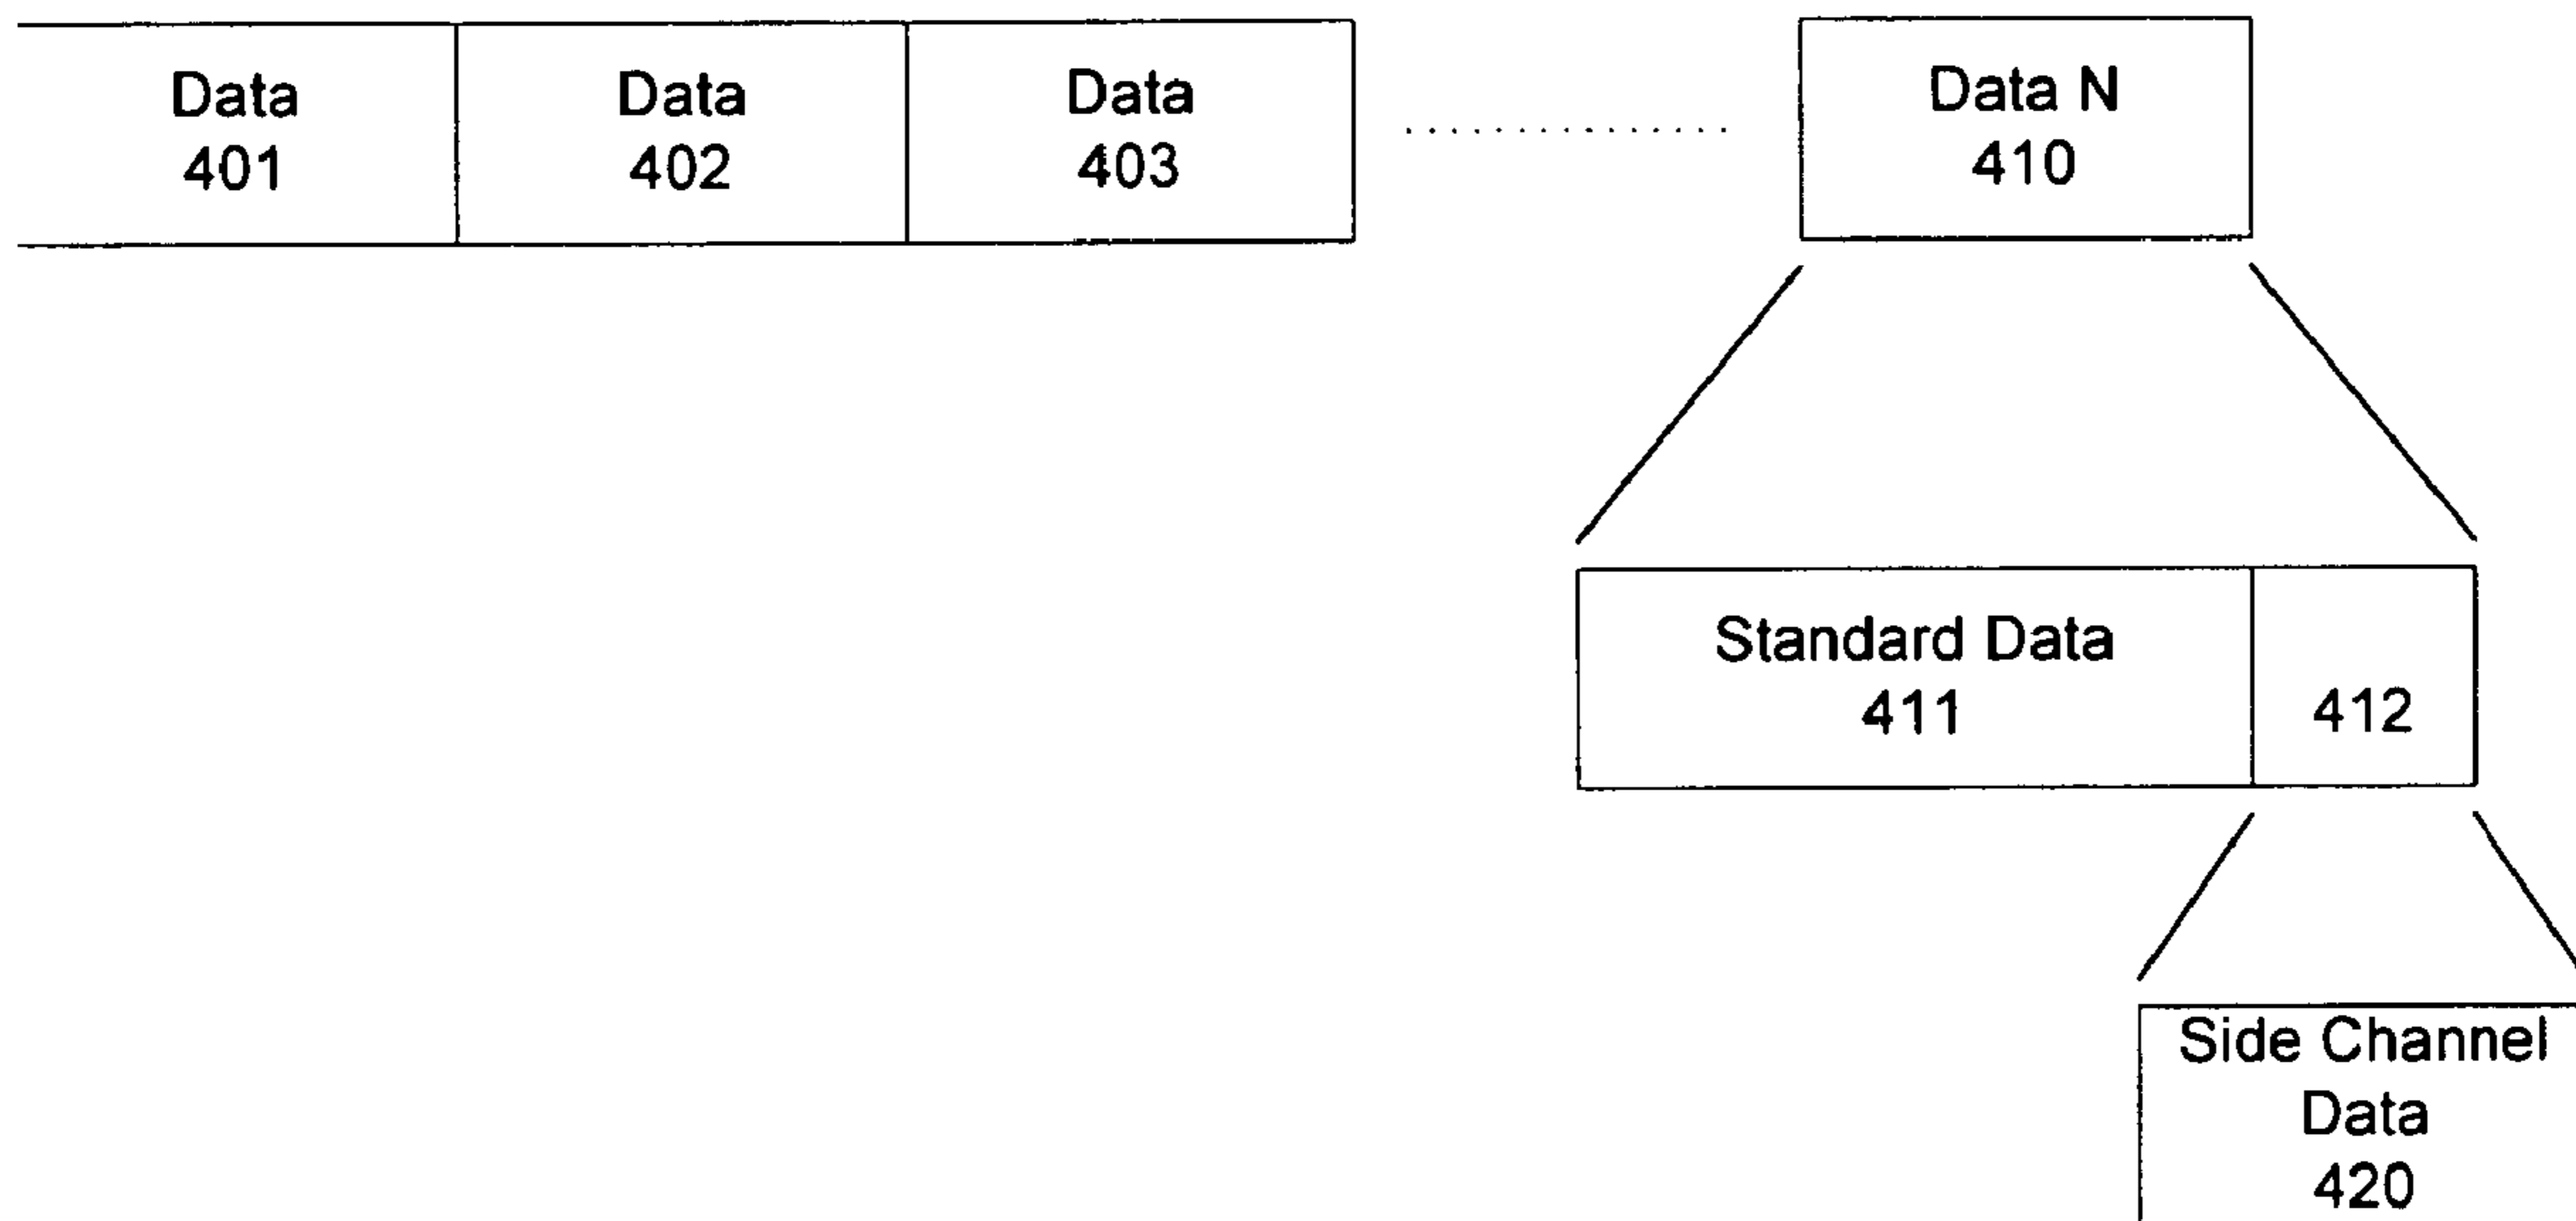 Data
401
Data
402
Data
403
Data N
410
Standard Data
411
412
Side Channel
Data
420